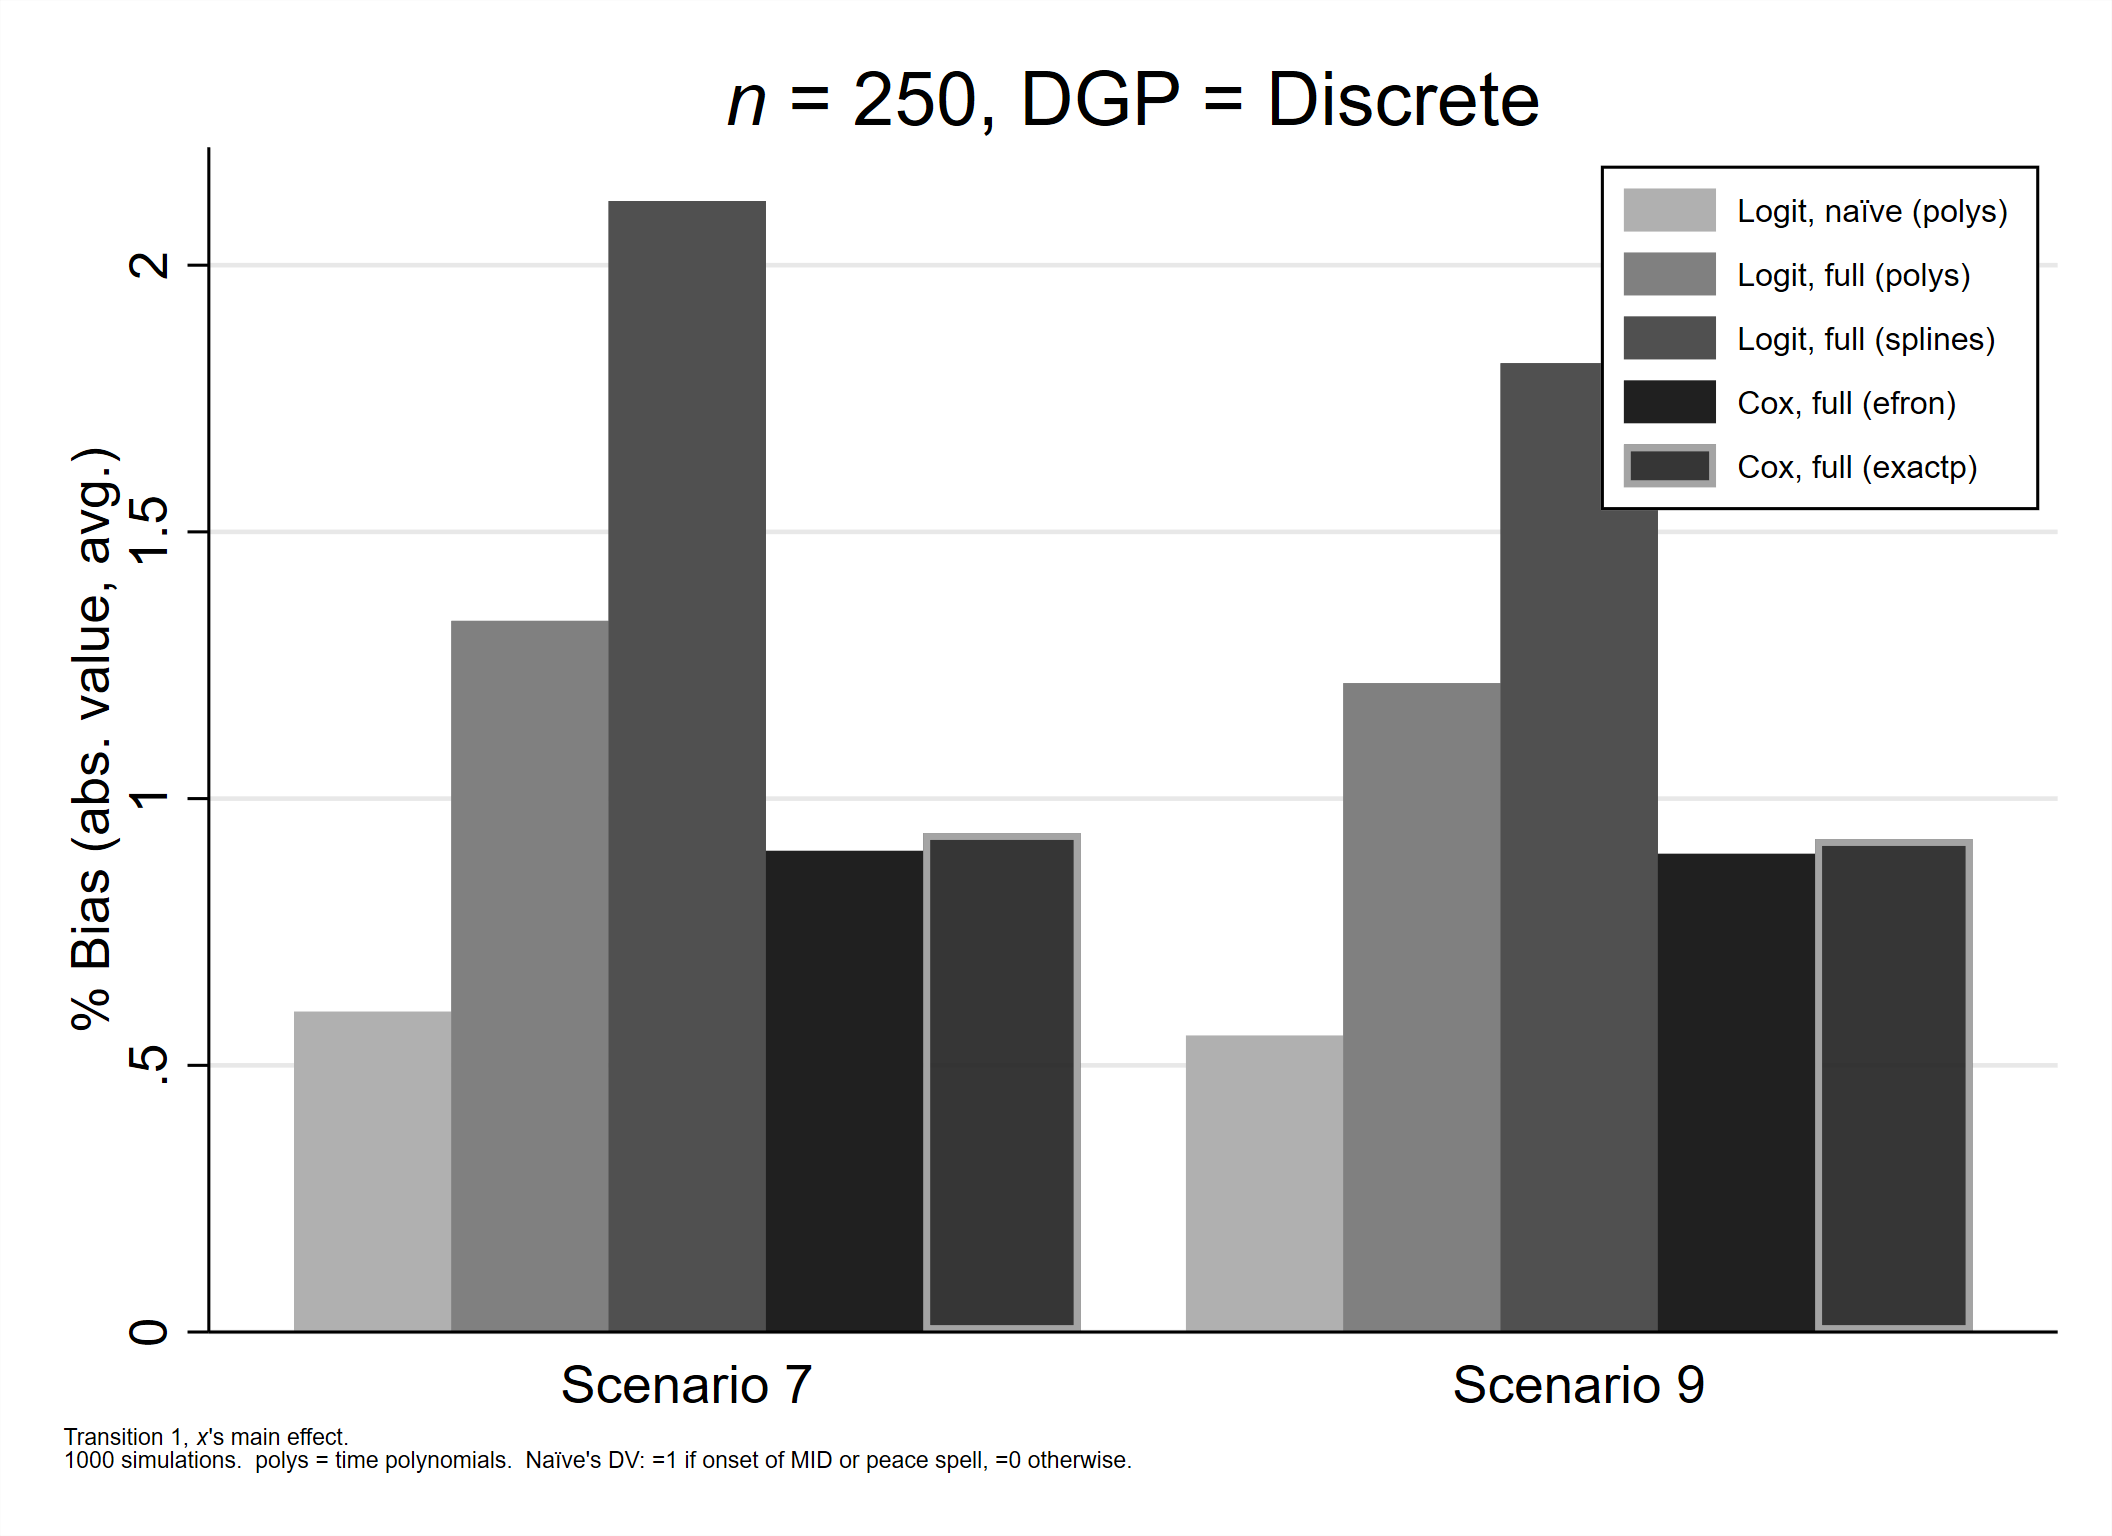 n = 250, DGP = Discrete
% Bias (abs. value, avg.)
2
1.5
1
.5
0
Logit, naïve (polys)
Logit, full (polys)
Logit, full (splines)
Cox, full (efron)
Cox, full (exactp)
Scenario 7
Scenario 9
Transition 1, x's main effect.
1000 simulations.  polys = time polynomials.  Naïve's DV: =1 if onset of MID or peace spell, =0 otherwise.